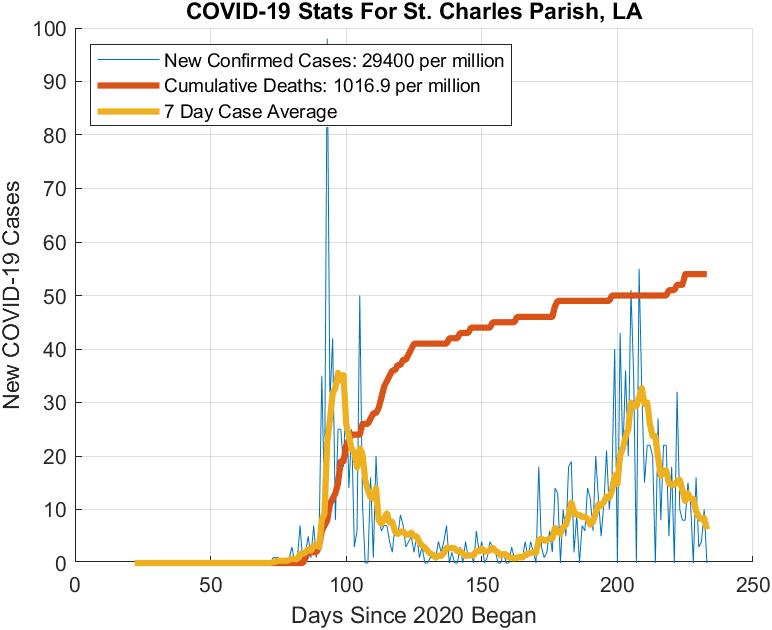 COVID-19 Stats For St. Charles Parish, LA
New Confirmed Cases: 29400 per million
Cumulative Deaths: 1016.9 per million
7 Day Case Average
New COVID-19 Cases
100
90
80
70
60
50
40
30
20
10
0
0 50 100 150 200 250
Days Since 2020 Began